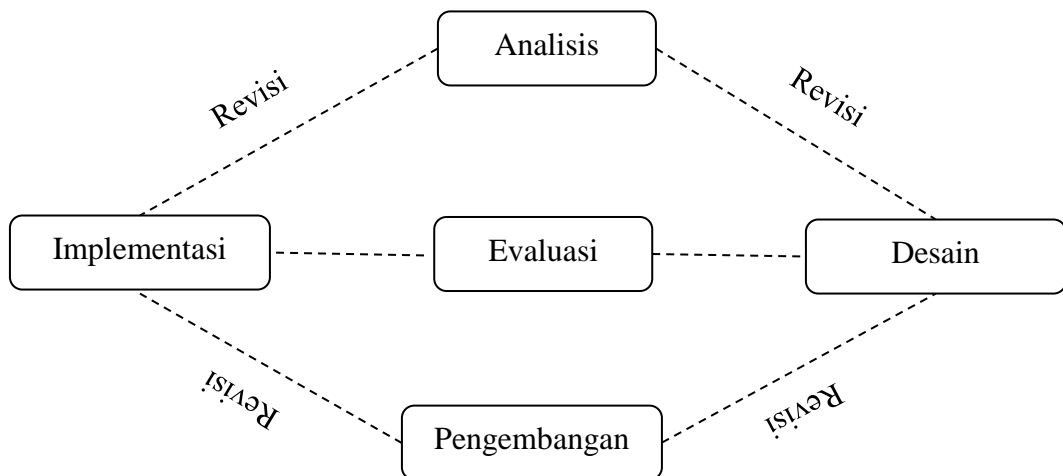 Analisis
Revisi
Revisi
Implementasi
Evaluasi
Desain
Revisi
Revisi
Pengembangan